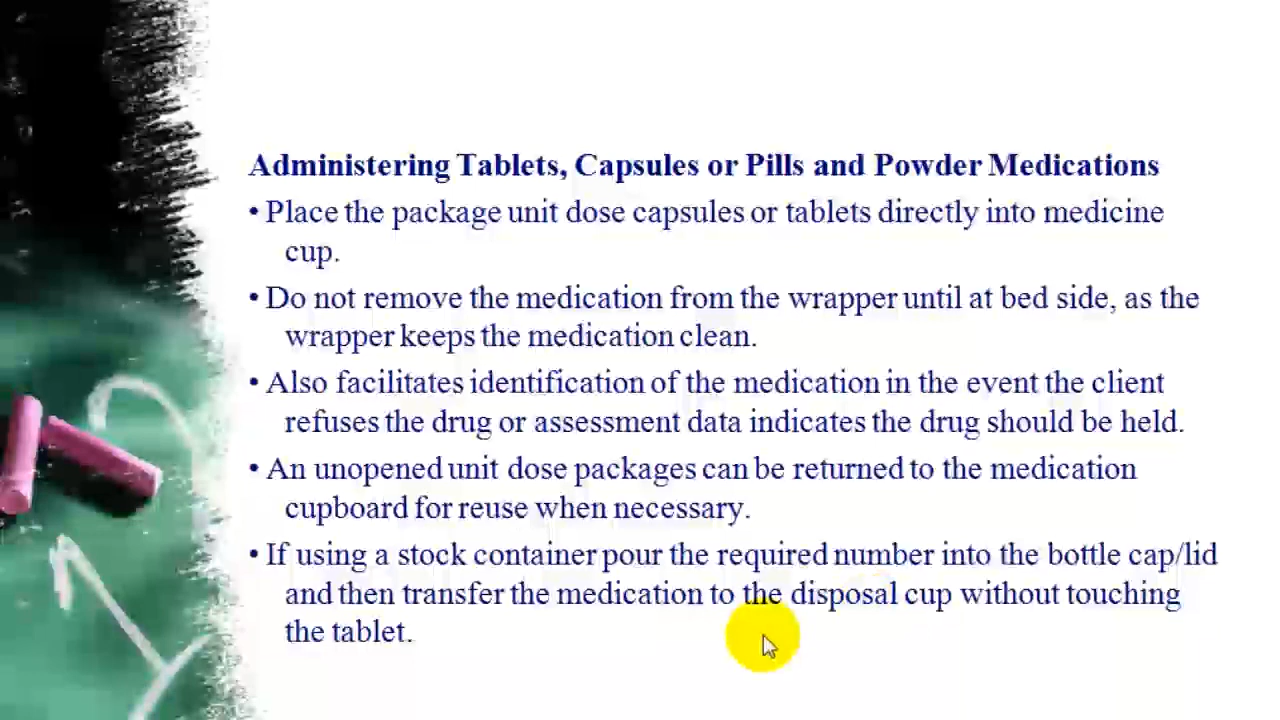 Administering Tablets, Capsules or Pills and Powder Medications
• Place the package unit dose capsules or tablets directly into medicine
cup.
• Do not remove the medication from the wrapper until at bed side, as the
wrapper keeps the medication clean.
• Also facilitates identification of the medication in the event the client
refuses the drug or assessment data indicates the drug should be held.
• An unopened unit dose packages can be returned to the medication
cupboard for reuse when necessary.
• If using a stock container pour the required number into the bottle cap/lid
and then transfer the medication to the disposal cup without touching
the tablet.